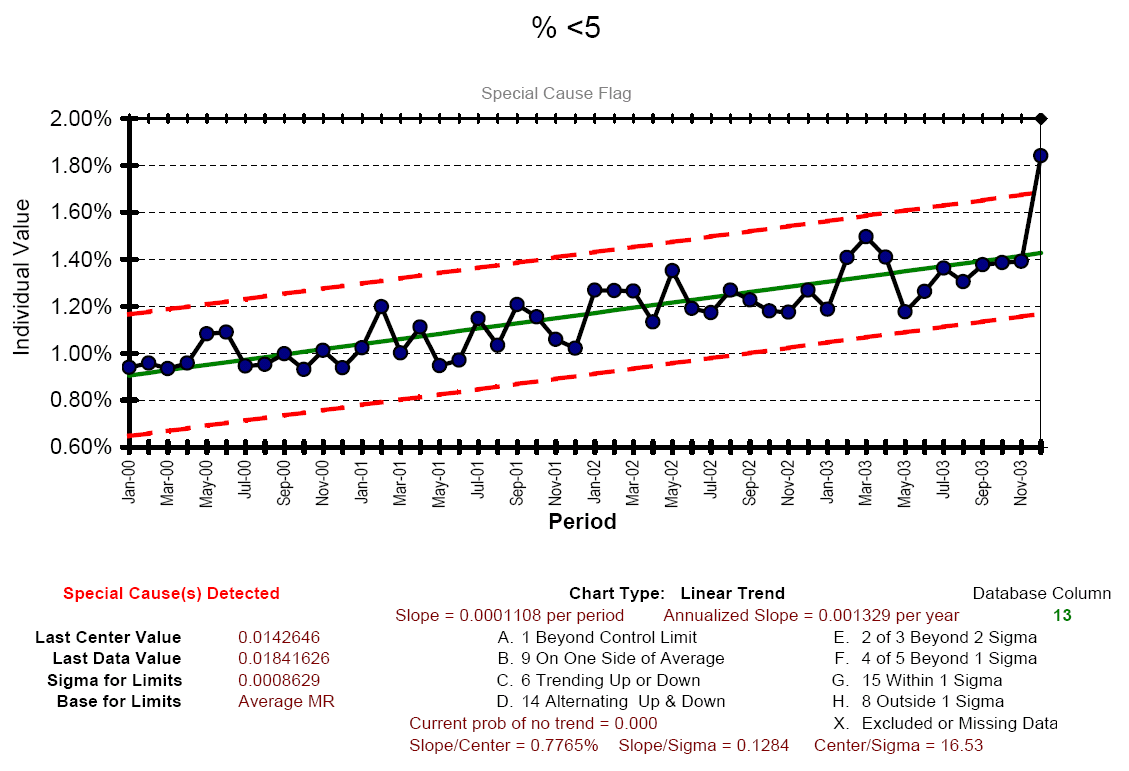 % <5
Special Cause Flag
2.00%
1.80%
1.60%
1.40%
1.20%
1.00%
0.80%
0.60%
Individual Value
Jan-00
Mar-00
May-00
Jul-00
Sep-00
Nov-00
Jan-01
Mar-01
May-01
Jul-01
Sep-01
Nov-01
Jan-02
Mar-02
May-02
Jul-02
Sep-02
Nov-02
Jan-03
Mar-03
May-03
Jul-03
Sep-03
Nov-03
Period
Special Cause(s) Detected
Chart Type: Linear Trend
Database Column
Slope = 0.0001108 per period Annualized Slope = 0.001329 per year
13
Last Center Value 0.0142646
A. 1 Beyond Control Limit
E. 2 of 3 Beyond 2 Sigma
Last Data Value 0.01841626
B. 9 On One Side of Average
F. 4 of 5 Beyond 1 Sigma
Sigma for Limits 0.0008629
C. 6 Trending Up or Down
G. 15 Within 1 Sigma
Base for Limits Average MR
D. 14 Alternating Up & Down
H. 8 Outside 1 Sigma
Current prob of no trend = 0.000
X. Excluded or Missing Data
Slope/Center = 0.7765% Slope/Sigma = 0.1284 Center/Sigma = 16.53